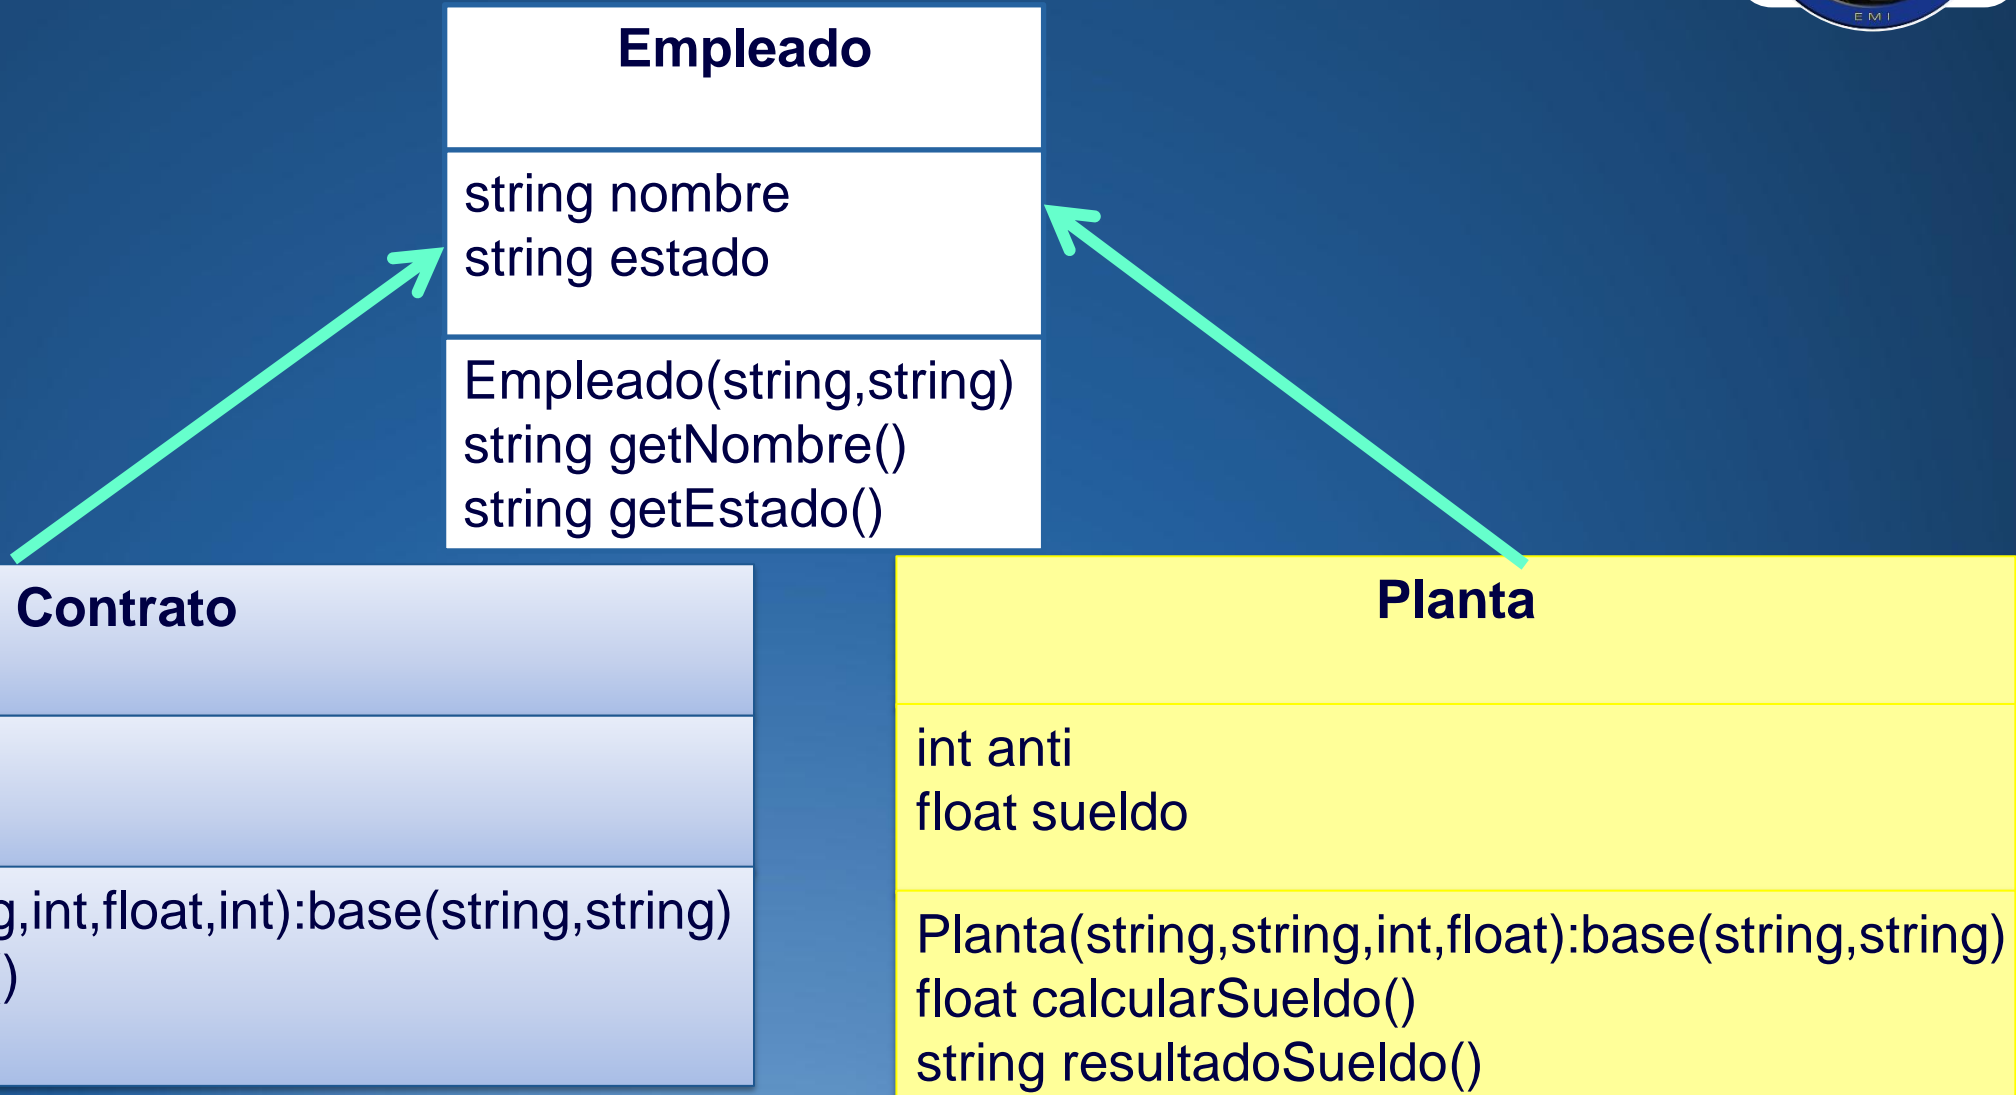 EMI
Empleado
string nombre
string estado
Empleado(string,string)
string getNombre()
string getEstado()
Contrato
,int,float,int):base(string,string)
)
Planta
int anti
float sueldo
Planta(string,string,int,float):base(string,string)
float calcularSueldo()
string resultadoSueldo()